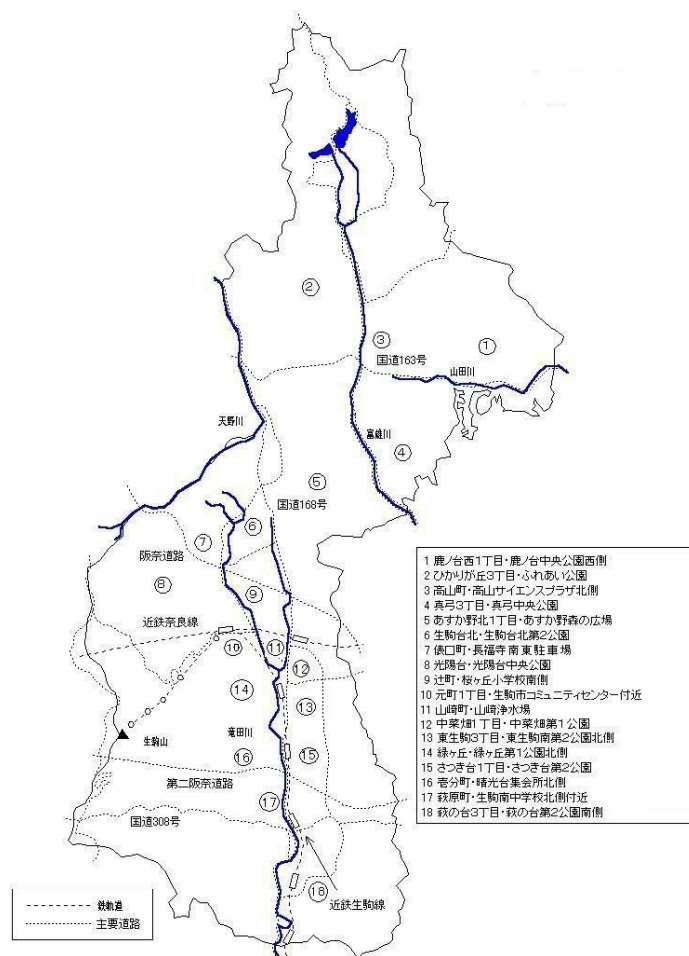 ②
③
①
国道163号
山田川
天野川
富雄川
④
⑤
国道168号
⑥
⑦
阪奈道路
⑧
⑨
近鉄奈良線
⑩
⑪
⑫
⑭
⑬
生駒山
竜田川
⑯
⑮
第二阪奈道路
⑰
国道308号
⑱
近鉄生駒線
鉄軌道
主要道路
1 鹿ノ台西1丁目・鹿ノ台中央公園西側
2 ひかりが丘3丁目・ふれあい公園
3 高山町・高山サイエンスプラザ北側
4 真弓3丁目・真弓中央公園
5 あすか野北1丁目・あすか野森の広場
6 生駒台北・生駒台北第2公園
7 俵口町・長福寺南東駐車場
8 光陽台・光陽台中央公園
9 辻町・桜ヶ丘小学校南側
10 元町1丁目・生駒市コミュニティセンター付近
11 山崎町・山崎浄水場
12 中菜畑1丁目・中菜畑第1公園
13 東生駒3丁目・東生駒南第2公園北側
14 緑ヶ丘・緑ヶ丘第1公園北側
15 さつき台1丁目・さつき台第2公園
16 壱分町・晴光台集会所北側
17 萩原町・生駒南中学校北側付近
18 萩の台3丁目・萩の台第2公園南側